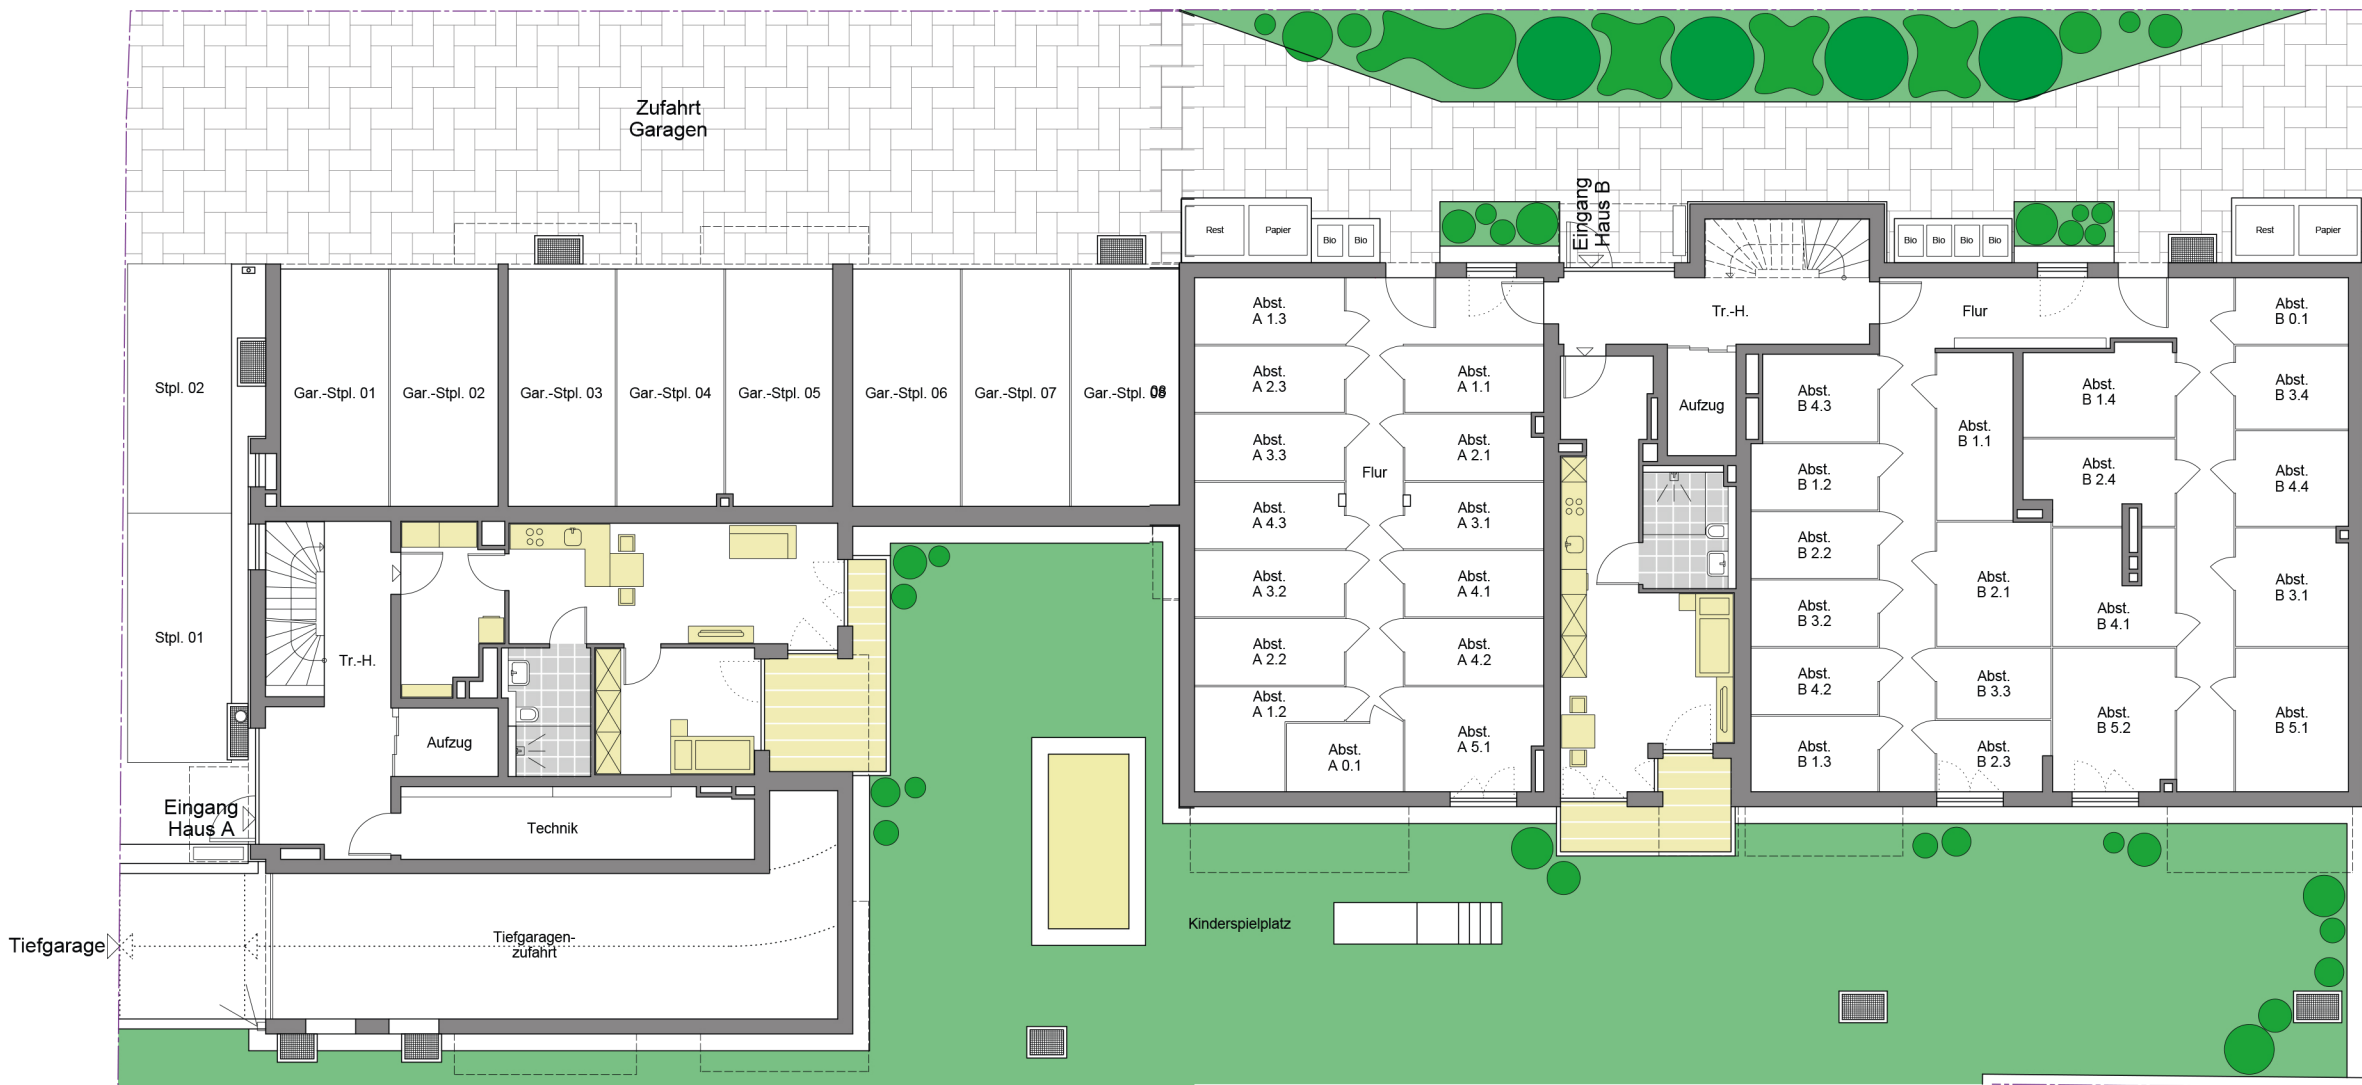 Zufahrt
Garagen
Eingang
Haus B
Rest
Papier
Bio
Bio
Bio
Bio
Bio
Bio
Rest
Papier
Stpl. 02
Stpl. 01
Gar.-Stpl. 01
Gar.-Stpl. 02
Gar.-Stpl. 03
Gar.-Stpl. 04
Gar.-Stpl. 05
Gar.-Stpl. 06
Gar.-Stpl. 07
Gar.-Stpl.
Abst.
A 1.3
Abst.
A 2.3
Abst.
A 3.3
Abst.
A 4.3
Abst.
A 3.2
Abst.
A 2.2
Abst.
A 1.2
Abst.
A 0.1
Flur
Abst.
A 1.1
Abst.
A 2.1
Abst.
A 3.1
Abst.
A 4.1
Abst.
A 4.2
Abst.
A 5.1
Tr.-H.
Aufzug
Flur
Abst.
B 4.3
Abst.
B 1.2
Abst.
B 2.2
Abst.
B 3.2
Abst.
B 4.2
Abst.
B 1.3
Abst.
B 1.1
Abst.
B 2.1
Abst.
B 3.3
Abst.
B 2.3
Abst.
B 1.4
Abst.
B 2.4
Abst.
B 4.1
Abst.
B 5.2
Abst.
B 0.1
Abst.
B 3.4
Abst.
B 4.4
Abst.
B 3.1
Abst.
B 5.1
Tr.-H.
Aufzug
Eingang
Haus A
Technik
Tiefgarage
Tiefgaragen-
zufahrt
Kinderspielplatz